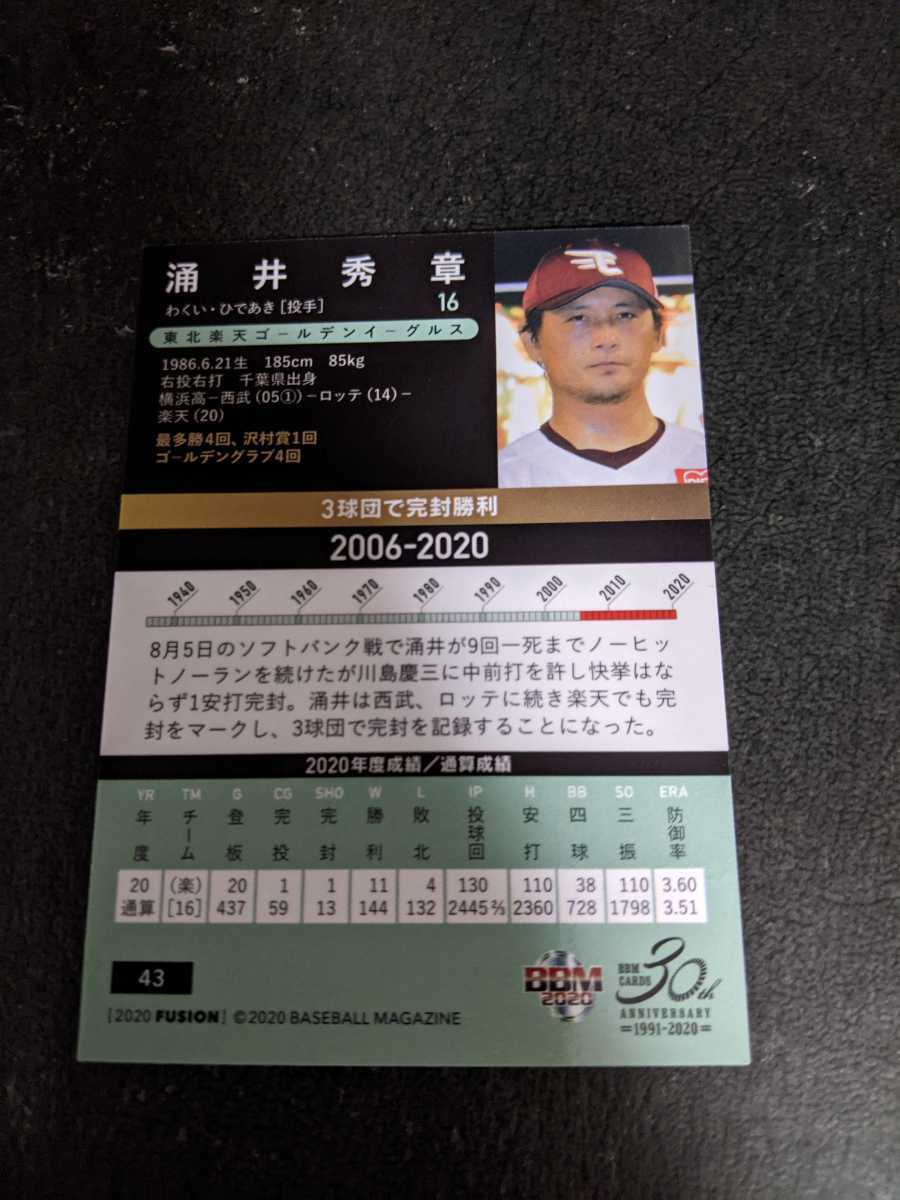 涌井秀章
わくい・ひであき[投手] 16
東北楽天ゴールデンイーグルス
1986.6.21生 185cm 85kg
右投右打 千葉県出身
横浜高－西武(05①)－ロッテ(14)－
楽天(20)
最多勝4回、沢村賞1回
ゴールデングラブ4回
3球団で完封勝利
2006-2020
1940 1950 1960 1970 1980 1990 2000 2010 2020
8月5日のソフトバンク戦で涌井が9回一死までノーヒッ
トノーランを続けたが川島慶三に中前打を許し快挙はな
らず1安打完封。涌井は西武、ロッテに続き楽天でも完
封をマークし、3球団で完封を記録することになった。
2020年度成績／通算成績
YR TM G CG SHO W L IP H BB SO ERA
年度 チーム 登板 完投 完封 勝利 敗北 投球回 安打 四球 三振 防御率
20 (楽) 20 1 1 11 4 130 110 38 110 3.60
通算 [16] 437 59 13 144 132 2445⅔ 2360 728 1798 3.51
43
BBM
2020
BBM
CARDS
30th
ANNIVERSARY
=1991-2020=
[2020 FUSION] ©2020 BASEBALL MAGAZINE